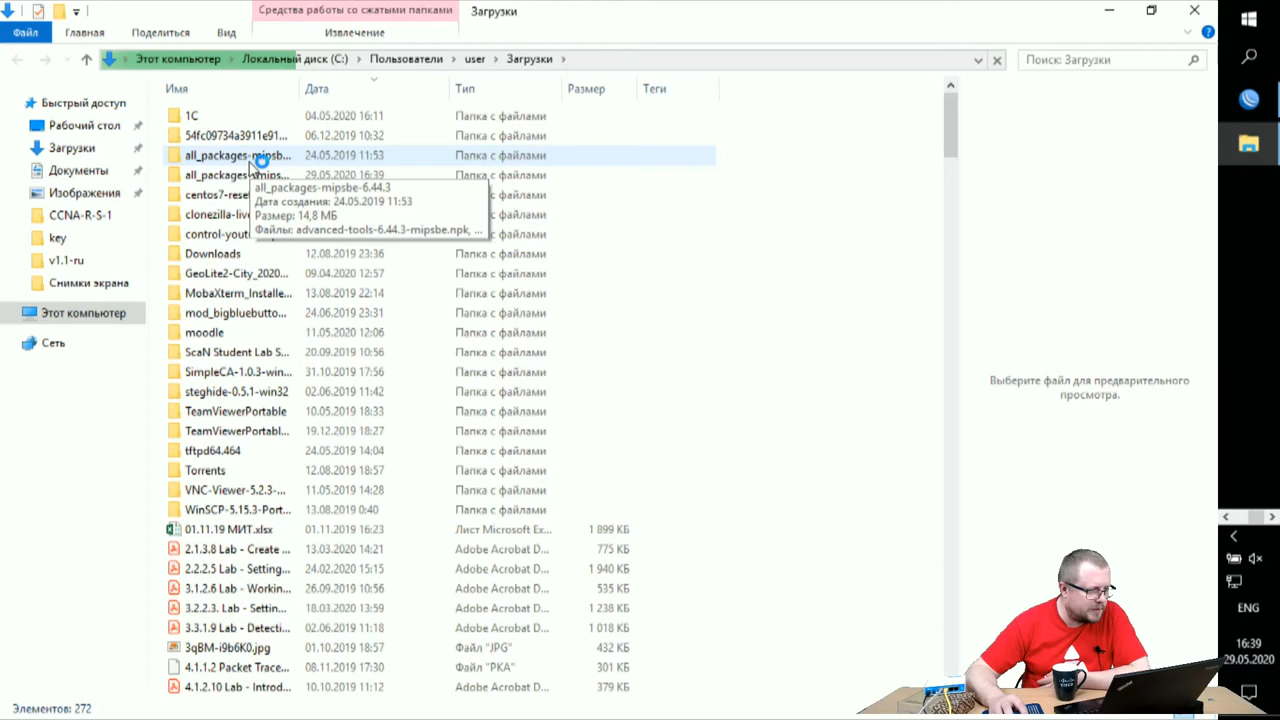 Средства работы со сжатыми папками
Загрузки
Файл
Главная
Поделиться
Вид
Извлечение
Этот компьютер > Локальный диск (C:) > Пользователи > user > Загрузки >
Поиск: Загрузки
Имя Дата Тип Размер Теги
Быстрый доступ
Рабочий стол
Загрузки
Документы
Изображения
CCNA-R-S-1
key
v1.1-ru
Снимки экрана
Этот компьютер
Сеть
1C 04.05.2020 16:11 Папка с файлами
54fc09734a3911e91... 06.12.2019 10:32 Папка с файлами
all_packages-mipsb... 24.05.2019 11:53 Папка с файлами
all_packages-mips... 29.05.2020 16:39 Папка с файлами
centos7-reset
clonezilla-live
control-yout
all_packages-mipsbe-6.44.3
Дата создания: 24.05.2019 11:53
Размер: 14,8 МБ
Файлы: advanced-tools-6.44.3-mipsbe.npk, ...
Папка с файлами
Папка с файлами
Папка с файлами
Downloads 12.08.2019 23:36 Папка с файлами
GeoLite2-City_2020... 09.04.2020 12:57 Папка с файлами
MobaXterm_Installe... 13.08.2019 22:14 Папка с файлами
mod_bigbluebutto... 24.06.2019 23:31 Папка с файлами
moodle 11.05.2020 12:06 Папка с файлами
ScaN Student Lab S... 20.09.2019 10:56 Папка с файлами
SimpleCA-1.0.3-win... 31.10.2019 17:56 Папка с файлами
steghide-0.5.1-win32 02.06.2019 11:42 Папка с файлами
TeamViewerPortable 10.05.2019 18:33 Папка с файлами
TeamViewerPortabl... 19.12.2019 18:27 Папка с файлами
tftpd64.464 24.05.2019 14:04 Папка с файлами
Torrents 12.08.2019 18:57 Папка с файлами
VNC-Viewer-5.2.3-... 11.05.2019 14:28 Папка с файлами
WinSCP-5.15.3-Port... 13.08.2019 0:40 Папка с файлами
01.11.19 МИТ.xlsx 01.11.2019 16:23 Лист Microsoft Ex... 1 899 КБ
2.1.3.8 Lab - Create ... 13.03.2020 14:21 Adobe Acrobat D... 775 КБ
2.2.2.5 Lab - Setting... 24.02.2020 15:15 Adobe Acrobat D... 1 940 КБ
3.1.2.6 Lab - Workin... 26.09.2019 10:56 Adobe Acrobat D... 535 КБ
3.2.2.3. Lab - Settin... 18.03.2020 13:59 Adobe Acrobat D... 1 238 КБ
3.3.1.9 Lab - Detecti... 02.06.2019 11:18 Adobe Acrobat D... 1 018 КБ
3qBM-i9b6K0.jpg 01.10.2019 18:57 Файл "JPG" 432 КБ
4.1.1.2 Packet Trace... 08.11.2019 17:30 Файл "PKA" 301 КБ
4.1.2.10 Lab - Introd... 10.10.2019 11:12 Adobe Acrobat D... 379 КБ
Выберите файл для предварительного
просмотра.
Элементов: 272
ENG
16:39
29.05.2020